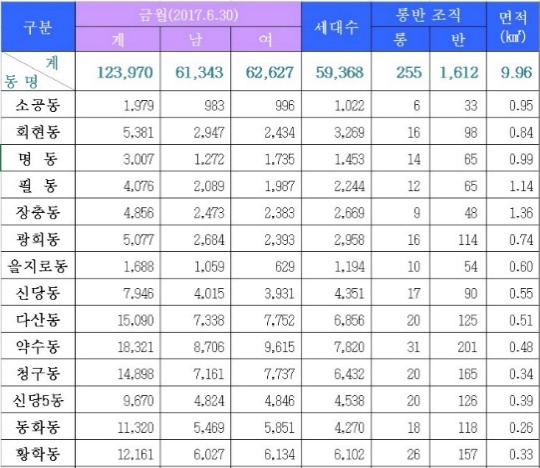 구분 금월(2017.6.30) 세대수 통반 조직 면적
계 남 여 통 반 (㎢)
계
동 명 123,970 61,343 62,627 59,368 255 1,612 9.96
소공동 1.979 983 996 1.022 6 33 0.95
회현동 5.381 2.947 2.434 3.269 16 98 0.84
명 동 3.007 1.272 1.735 1.453 14 65 0.99
필 동 4.076 2.089 1.987 2.244 12 65 1.14
장충동 4.856 2.473 2.383 2.669 9 48 1.36
광희동 5.077 2.684 2.393 2.958 16 114 0.74
을지로동 1.688 1.059 629 1.194 10 54 0.60
신당동 7.946 4.015 3.931 4.351 17 90 0.55
다산동 15.090 7.338 7.752 6.856 20 125 0.51
약수동 18,321 8,706 9,615 7,820 31 201 0.48
청구동 14,898 7,161 7,737 6,432 20 165 0.34
신당5동 9,670 4,824 4,846 4,538 20 126 0.39
동화동 11,320 5,469 5,851 4,270 18 118 0.26
황학동 12,161 6,027 6,134 6,102 26 157 0.33